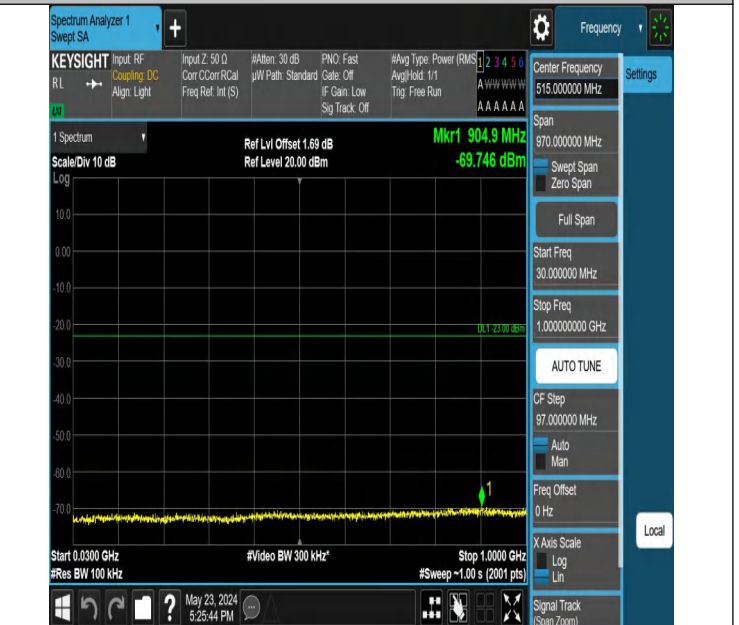 Spectrum Analyzer 1
Swept SA
+
Frequency
KEYSIGHT
RL
Input: RF
Coupling: DC
Align: Light
Input Z: 50 Ω
Corr CCorr RCal
Freq Ref: Int (S)
#Atten: 30 dB
µW Path: Standard
PNO: Fast
Gate: Off
IF Gain: Low
Sig Track: Off
#Avg Type: Power (RMS
Avg|Hold: 1/1
Trig: Free Run
1 2 3 4 5 6
A W W W W W
A A A A A A
1 Spectrum
Scale/Div 10 dB
Log
Ref Lvl Offset 1.69 dB
Ref Level 20.00 dBm
Mkr1 904.9 MHz
-69.746 dBm
10.0
0.00
-10.0
-20.0
-30.0
-40.0
-50.0
-60.0
-70.0
DL1 -23.00 dBm
1
Start 0.0300 GHz
#Res BW 100 kHz
#Video BW 300 kHz*
Stop 1.0000 GHz
#Sweep ~1.00 s (2001 pts)
Center Frequency
515.000000 MHz
Settings
Span
970.000000 MHz
Swept Span
Zero Span
Full Span
Start Freq
30.000000 MHz
Stop Freq
1.000000000 GHz
AUTO TUNE
CF Step
97.000000 MHz
Auto
Man
Freq Offset
0 Hz
X Axis Scale
Log
Lin
Signal Track
(Span Zoom)
Local
?
May 23, 2024
5:25:44 PM